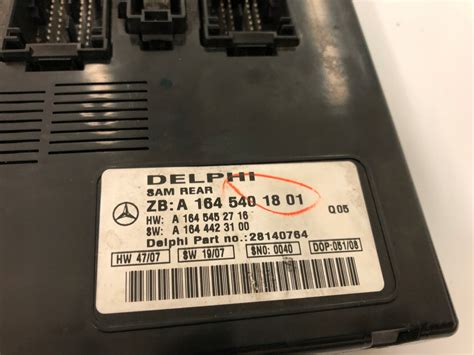 DELPHI
SAM REAR
ZB: A 164 540 18 01
HW: A 164 545 27 16 Q05
SW: A 164 442 31 00
Delphi Part no.: 28140764
HW 47/07 SW 19/07 SNO: 0040 DOP:051/08